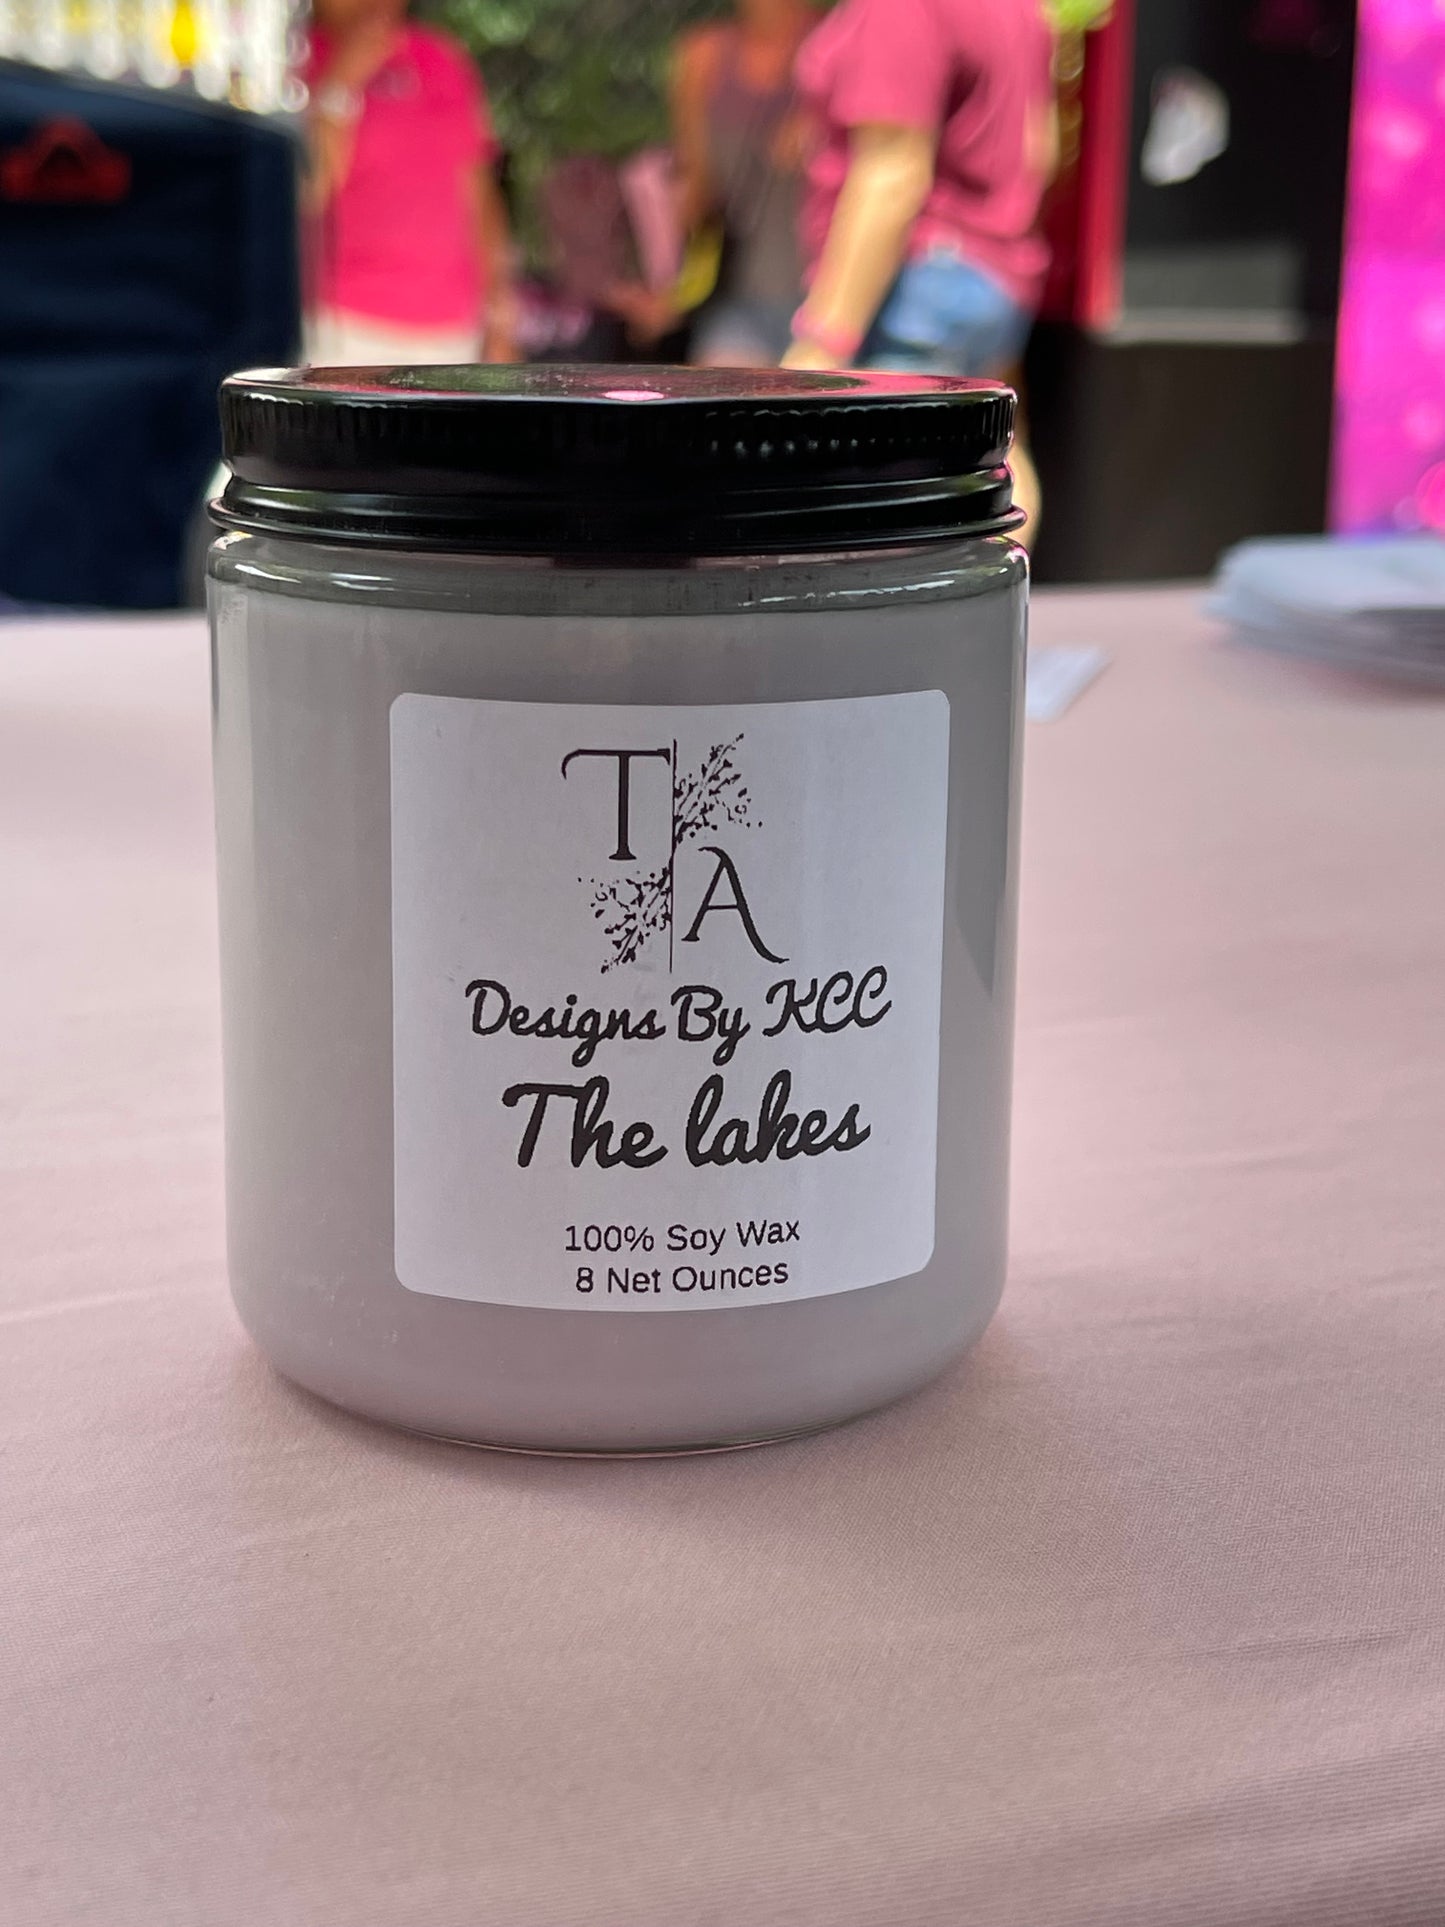 T
A
Designs By KCC
The lakes
100% Soy Wax
8 Net Ounces